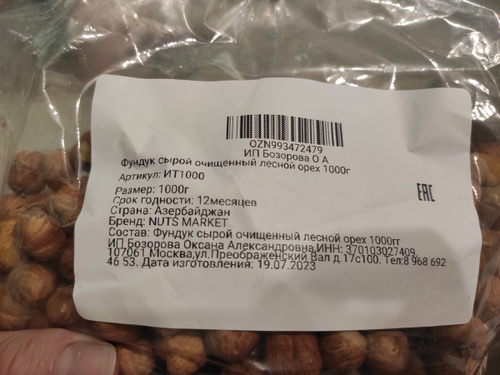 OZN993472479
ИП Бозорова О А
Фундук сырой очищенный лесной орех 1000г
Артикул: ИТ1000
Размер: 1000г
Срок годности: 12месяцев
Страна: Азербайджан
Бренд: NUTS MARKET
Состав: Фундук сырой очищенный лесной орех 1000гг
ИП Бозорова Оксана Александровна,ИНН: 370103027409,
107061 Москва,ул.Преображенский Вал д.17с100. Тел:8 968 692
46 53. Дата изготовления: 19.07.2023
EAC